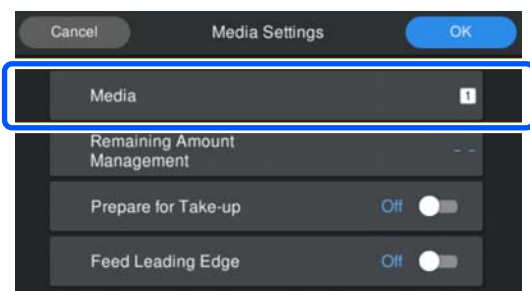 Cancel Media Settings OK
Media 1
Remaining Amount
Management - -
Prepare for Take-up Off
Feed Leading Edge Off